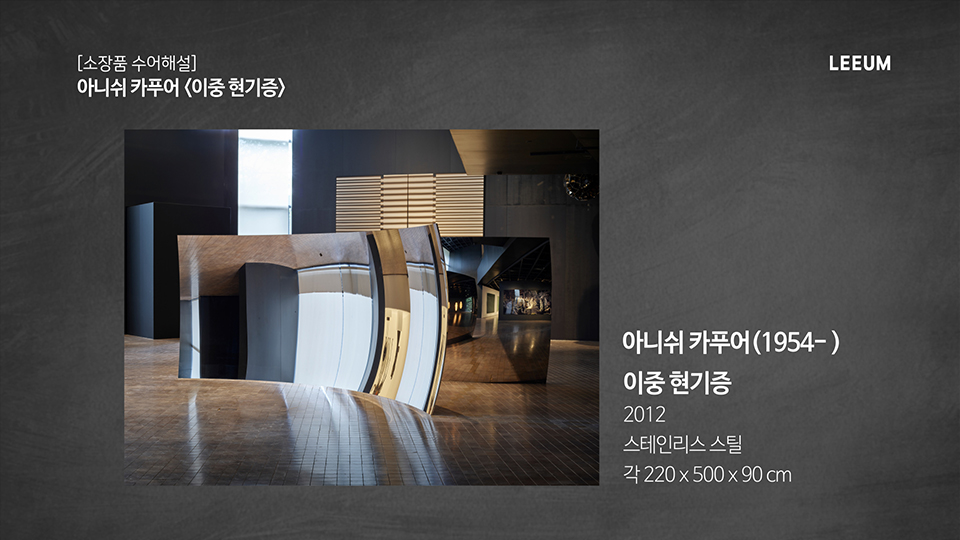 [소장품 수어해설]
아니쉬 카푸어 〈이중 현기증〉
LEEUM
아니쉬 카푸어(1954- )
이중 현기증
2012
스테인리스 스틸
각 220 x 500 x 90 cm